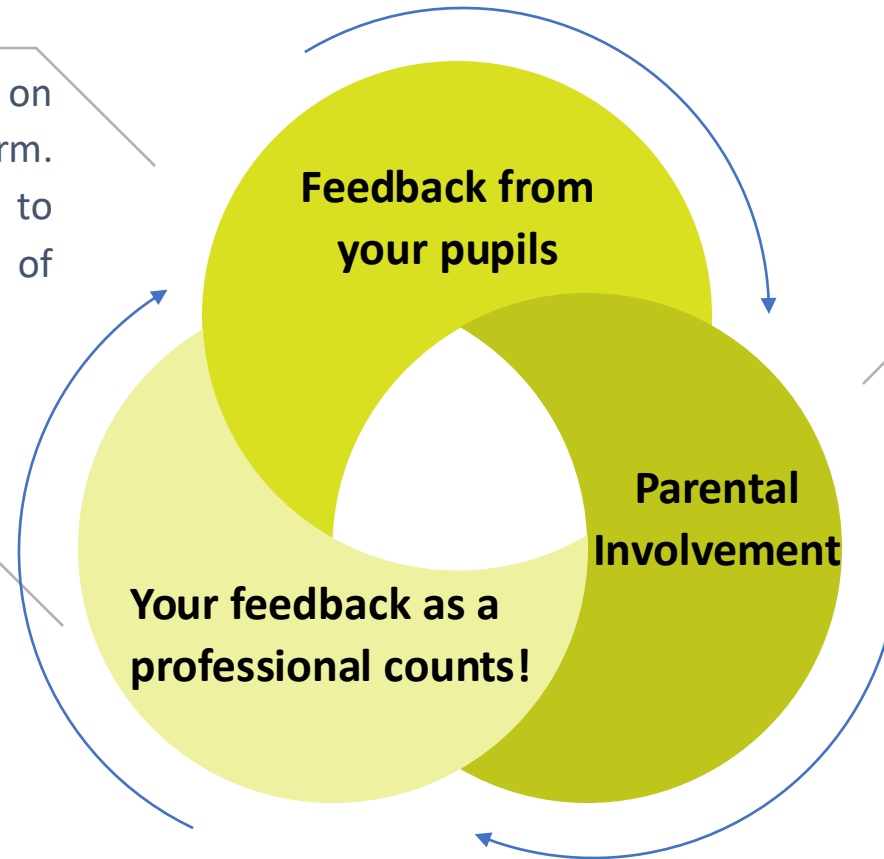 on
rm.
to
of
Feedback from
your pupils
Parental
Involvement
Your feedback as a
professional counts!